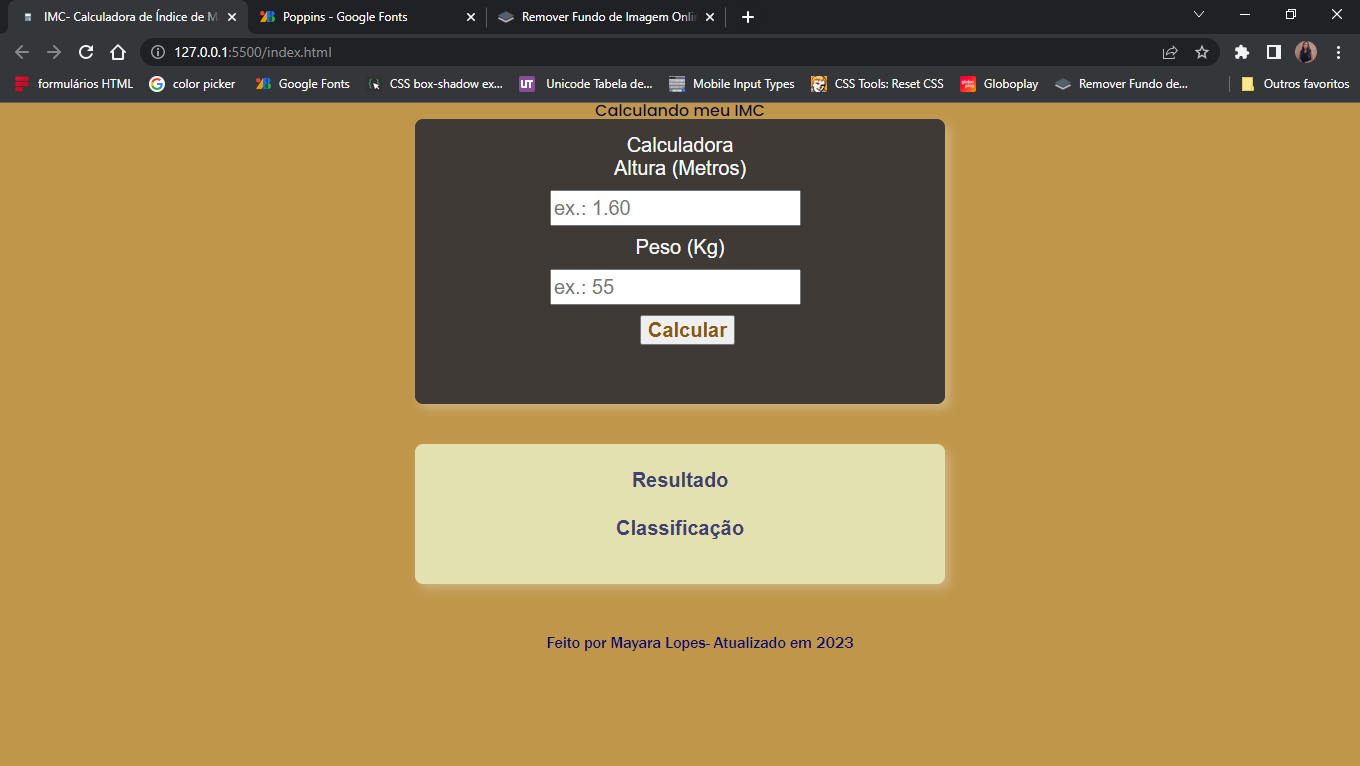 IMC- Calculadora de Índice de M
Poppins - Google Fonts
Remover Fundo de Imagem Onli
127.0.0.1:5500/index.html
formulários HTML
color picker
Google Fonts
CSS box-shadow ex...
UT
Unicode Tabela de...
Mobile Input Types
CSS Tools: Reset CSS
Globoplay
Remover Fundo de...
Outros favoritos
Calculando meu IMC
Calculadora
Altura (Metros)
ex.: 1.60
Peso (Kg)
ex.: 55
Calcular
Resultado
Classificação
Feito por Mayara Lopes- Atualizado em 2023